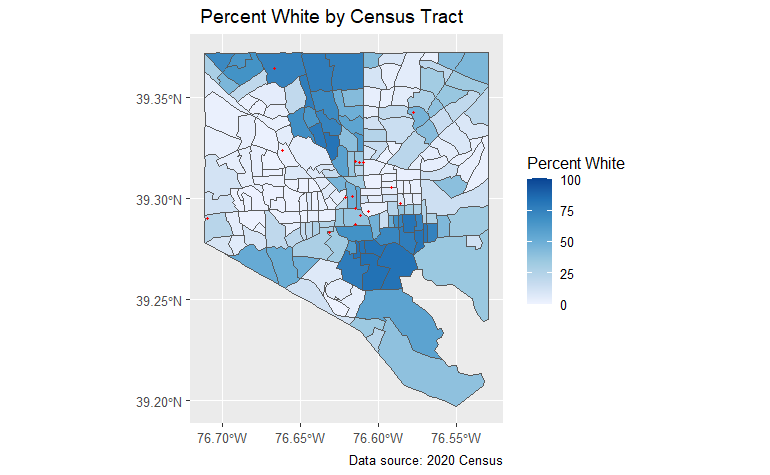 Percent White by Census Tract
39.35°N
39.30°N
39.25°N
39.20°N
76.70°W 76.65°W 76.60°W 76.55°W
Percent White
100
75
50
25
0
Data source: 2020 Census